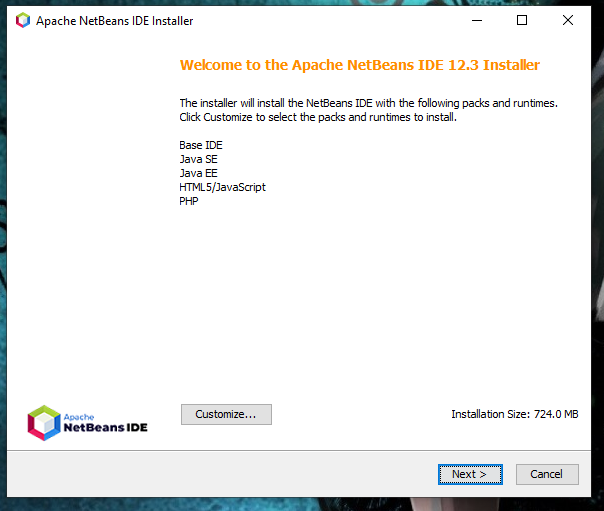 Apache NetBeans IDE Installer
Welcome to the Apache NetBeans IDE 12.3 Installer
The installer will install the NetBeans IDE with the following packs and runtimes.
Click Customize to select the packs and runtimes to install.
Base IDE
Java SE
Java EE
HTML5/JavaScript
PHP
Apache
NetBeans IDE
Customize...
Installation Size: 724.0 MB
Next >
Cancel